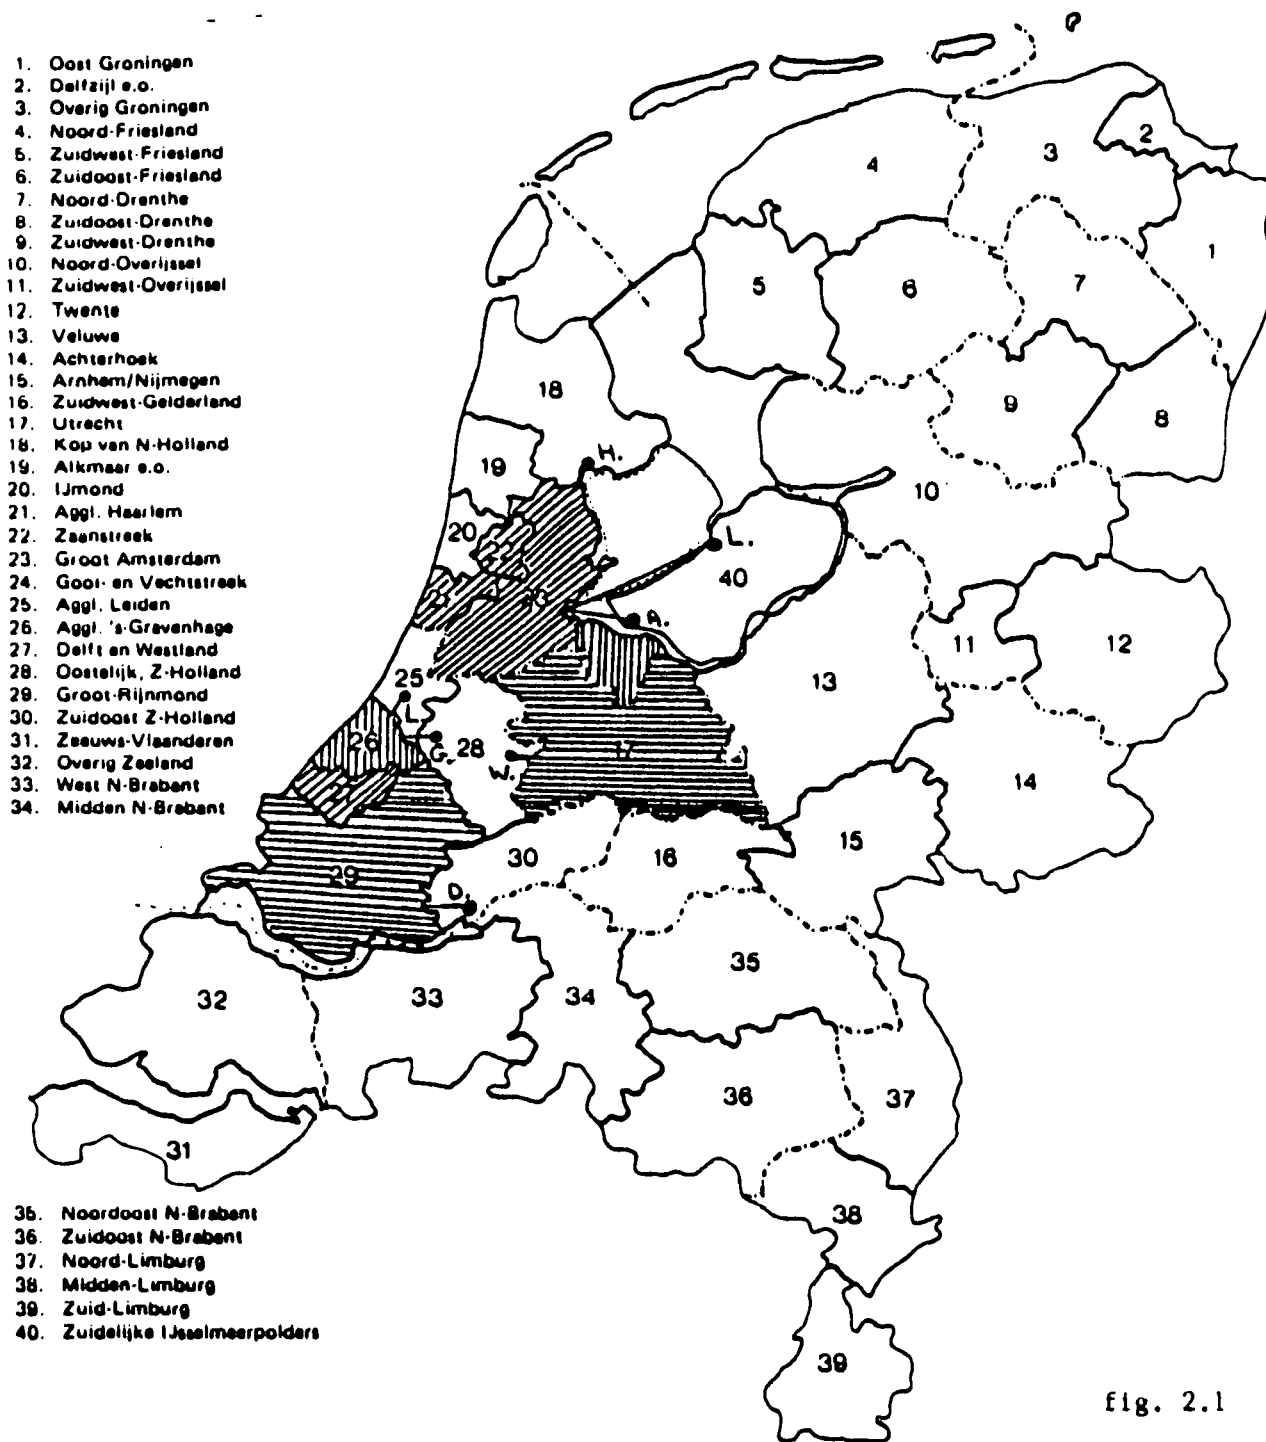 1. Oost Groningen
2. Delfzijl e.o.
3. Overig Groningen
4. Noord-Friesland
5. Zuidwest-Friesland
6. Zuidoost-Friesland
7. Noord-Drenthe
8. Zuidoost-Drenthe
9. Zuidwest-Drenthe
10. Noord-Overijssel
11. Zuidwest-Overijssel
12. Twente
13. Veluwe
14. Achterhoek
15. Arnhem/Nijmegen
16. Zuidwest-Gelderland
17. Utrecht
18. Kop van N-Holland
19. Alkmaar e.o.
20. IJmond
21. Aggl. Haarlem
22. Zaanstreek
23. Groot Amsterdam
24. Gooi- en Vechtstreek
25. Aggl. Leiden
26. Aggl. 's-Gravenhage
27. Delft en Westland
28. Oostelijk, Z-Holland
29. Groot-Rijnmond
30. Zuidoost Z-Holland
31. Zeeuws-Vlaanderen
32. Overig Zeeland
33. West N-Brabant
34. Midden N-Brabant
35. Noordoost N-Brabant
36. Zuidoost N-Brabant
37. Noord-Limburg
38. Midden-Limburg
39. Zuid-Limburg
40. Zuidelijke IJsselmeerpolders
2
3
4
1
5
6
7
18
9
8
19
H.
10
20
L.
40
23
A.
11
12
13
25
L.
26
G.
28
W.
17
14
30
16
15
29
D.
35
32
33
34
36
37
31
38
39
fig. 2.1